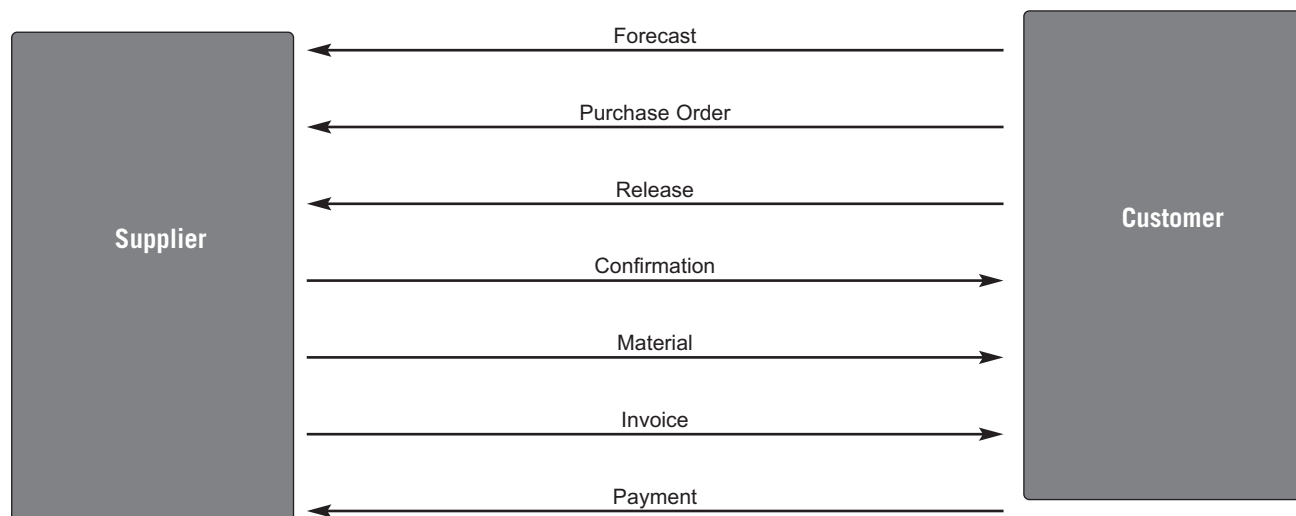 Forecast
Purchase Order
Release
Supplier
Customer
Confirmation
Material
Invoice
Payment